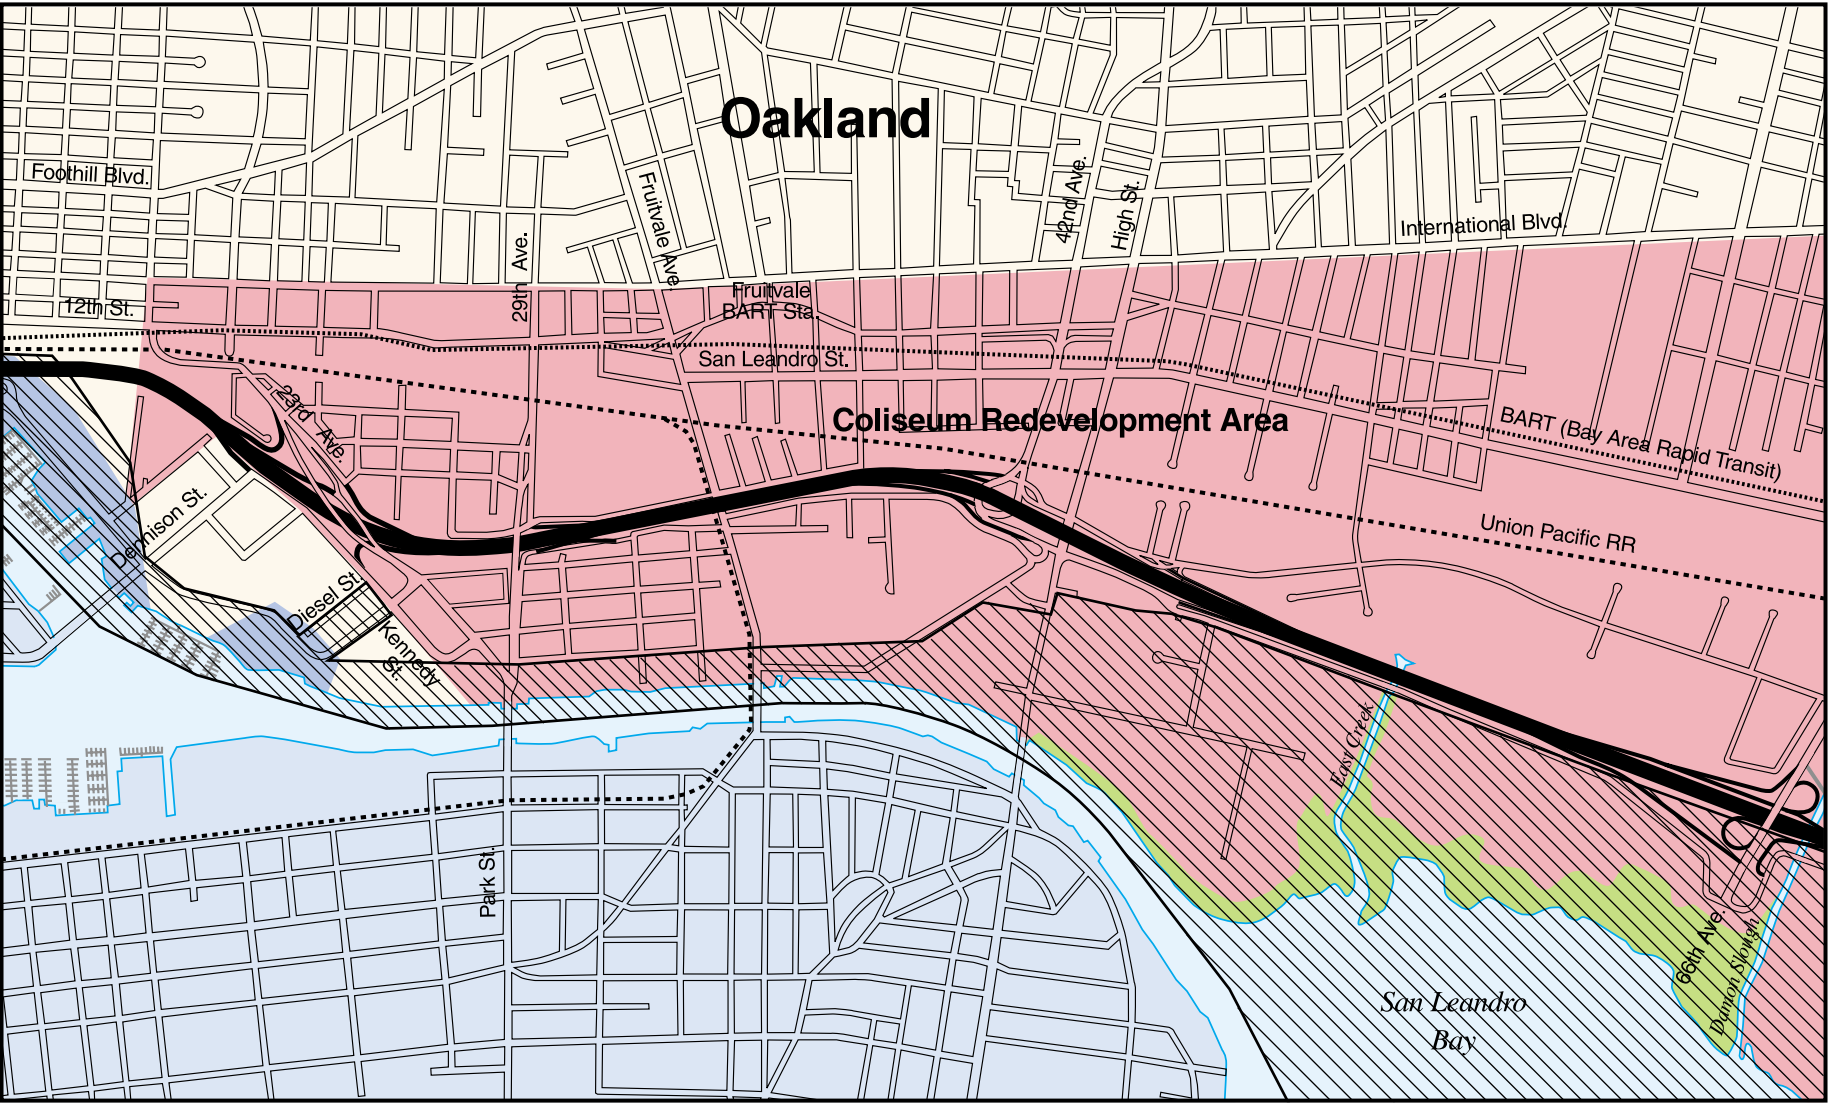 Oakland
Foothill Blvd.
Fruitvale Ave.
42nd Ave.
High St.
International Blvd.
29th Ave.
12th St.
Fruitvale
BART Sta.
San Leandro St.
23rd Ave.
Coliseum Redevelopment Area
BART (Bay Area Rapid Transit)
Union Pacific RR
Dennison St.
Diesel St.
Kennedy
St.
East Creek
Park St.
66th Ave.
Damon Slough
San Leandro
Bay